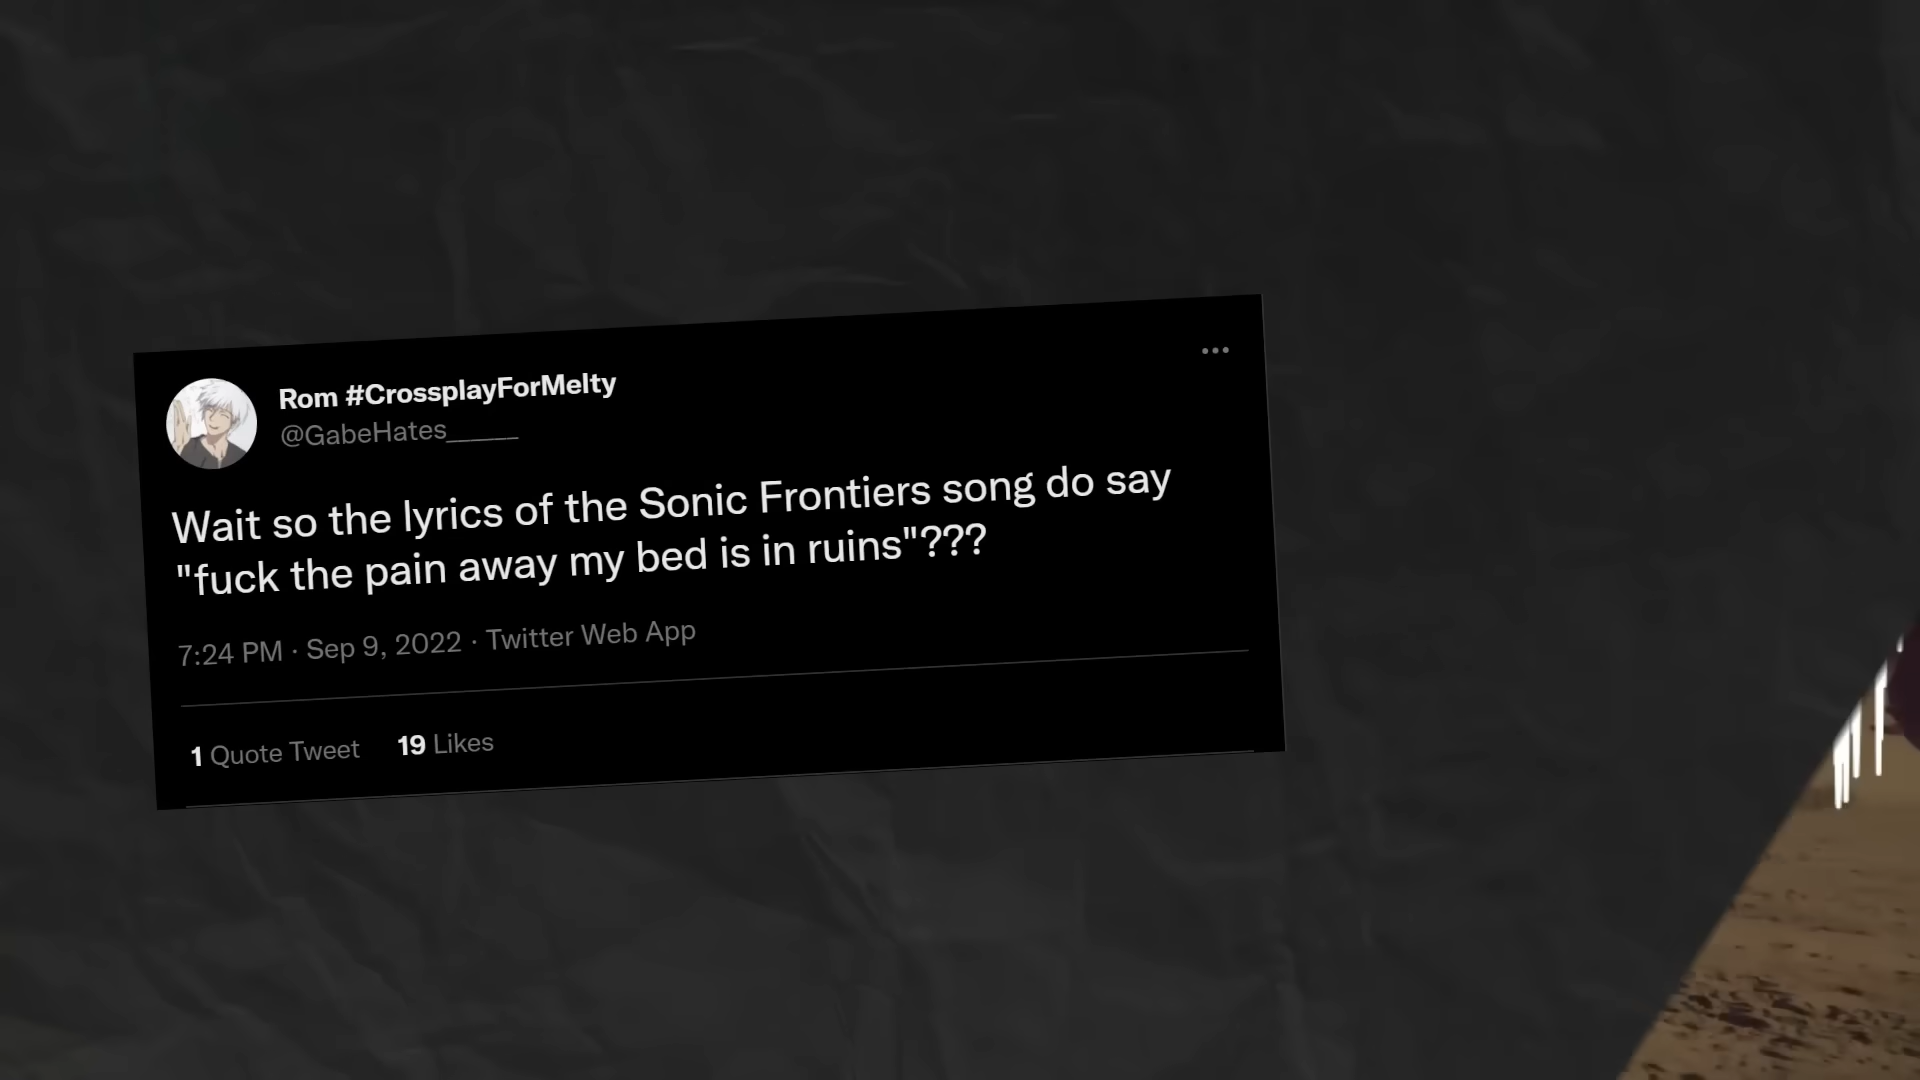 Rom #CrossplayForMelty
@GabeHates______
Wait so the lyrics of the Sonic Frontiers song do say
"fuck the pain away my bed is in ruins"???
7:24 PM · Sep 9, 2022 · Twitter Web App
1 Quote Tweet 19 Likes